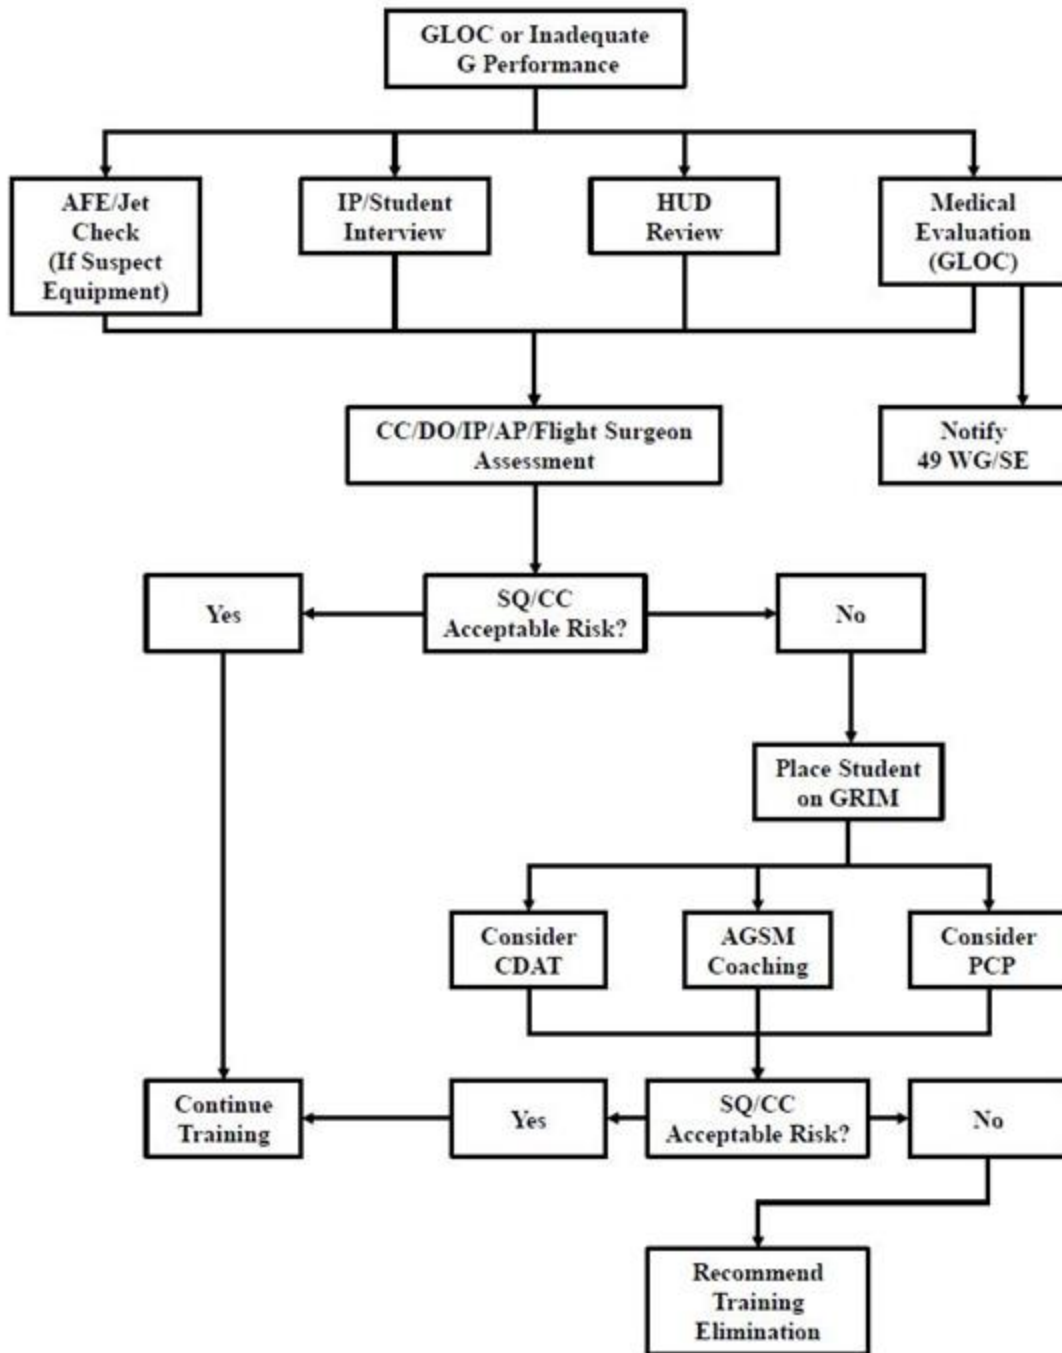 GLOC or Inadequate
G Performance
AFE/Jet
Check
(If Suspect
Equipment)
IP/Student
Interview
HUD
Review
Medical
Evaluation
(GLOC)
CC/DO/IP/AP/Flight Surgeon
Assessment
Notify
49 WG/SE
Yes
SQ/CC
Acceptable Risk?
No
Place Student
on GRIM
Consider
CDAT
AGSM
Coaching
Consider
PCP
Continue
Training
Yes
SQ/CC
Acceptable Risk?
No
Recommend
Training
Elimination